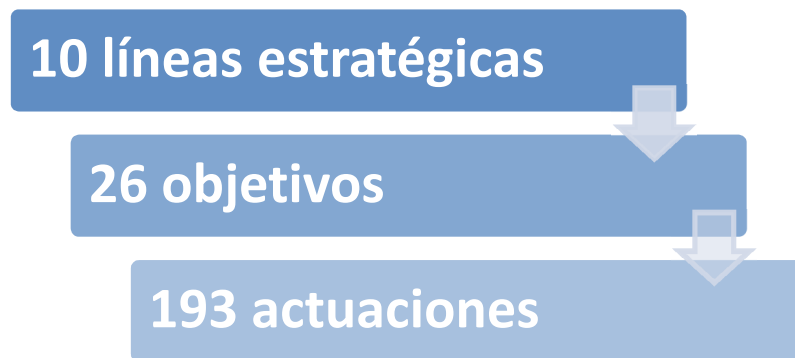 10 líneas estratégicas
26 objetivos
193 actuaciones